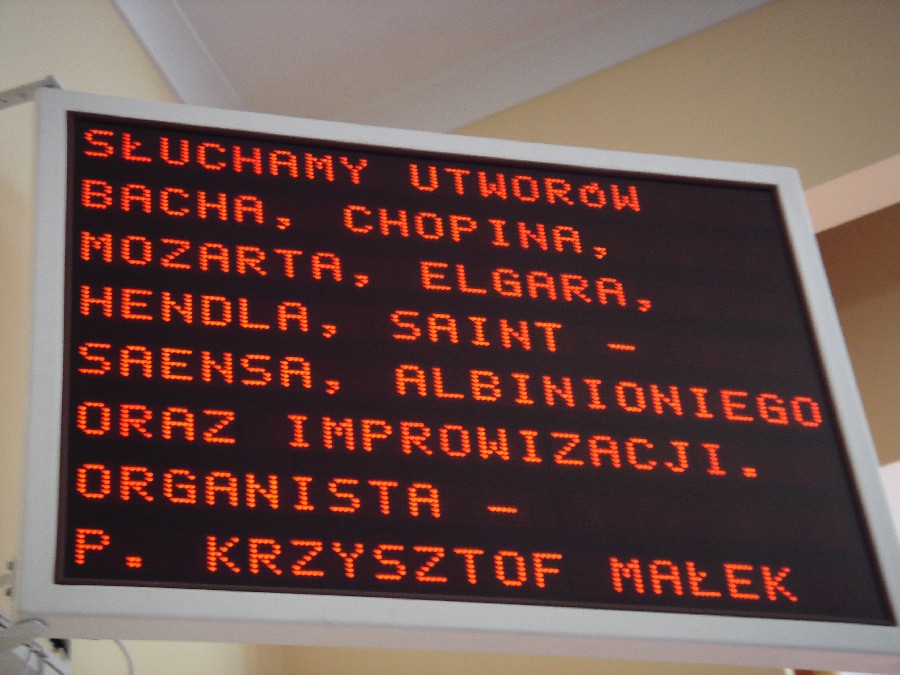 SŁUCHAMY UTWORÓW
BACHA, CHOPINA,
MOZARTA, ELGARA,
HENDLA, SAINT -
SAENSA, ALBINIONIEGO
ORAZ IMPROWIZACJI.
ORGANISTA -
P. KRZYSZTOF MAŁEK